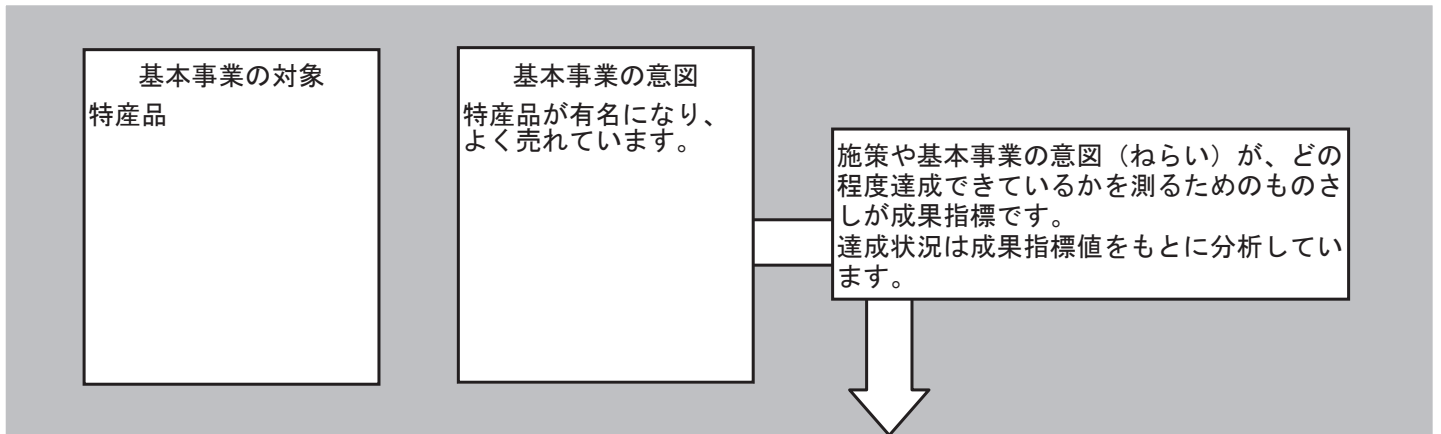 基本事業の対象
特産品
基本事業の意図
特産品が有名になり、
よく売れています。
施策や基本事業の意図（ねらい）が、どの
程度達成できているかを測るためのものさ
しが成果指標です。
達成状況は成果指標値をもとに分析してい
ます。